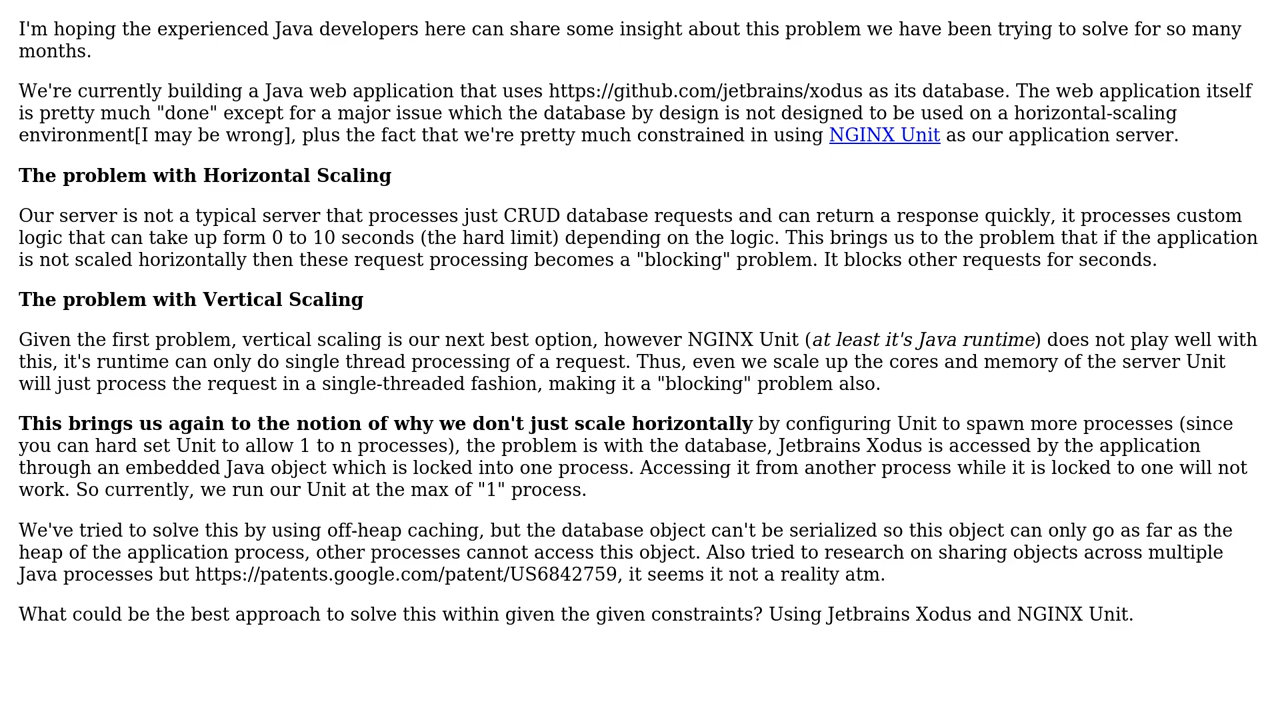 I'm hoping the experienced Java developers here can share some insight about this problem we have been trying to solve for so many
months.
We're currently building a Java web application that uses https://github.com/jetbrains/xodus as its database. The web application itself
is pretty much "done" except for a major issue which the database by design is not designed to be used on a horizontal-scaling
environment[I may be wrong], plus the fact that we're pretty much constrained in using NGINX Unit as our application server.
The problem with Horizontal Scaling
Our server is not a typical server that processes just CRUD database requests and can return a response quickly, it processes custom
logic that can take up form 0 to 10 seconds (the hard limit) depending on the logic. This brings us to the problem that if the application
is not scaled horizontally then these request processing becomes a "blocking" problem. It blocks other requests for seconds.
The problem with Vertical Scaling
Given the first problem, vertical scaling is our next best option, however NGINX Unit (at least it's Java runtime) does not play well with
this, it's runtime can only do single thread processing of a request. Thus, even we scale up the cores and memory of the server Unit
will just process the request in a single-threaded fashion, making it a "blocking" problem also.
This brings us again to the notion of why we don't just scale horizontally by configuring Unit to spawn more processes (since
you can hard set Unit to allow 1 to n processes), the problem is with the database, Jetbrains Xodus is accessed by the application
through an embedded Java object which is locked into one process. Accessing it from another process while it is locked to one will not
work. So currently, we run our Unit at the max of "1" process.
We've tried to solve this by using off-heap caching, but the database object can't be serialized so this object can only go as far as the
heap of the application process, other processes cannot access this object. Also tried to research on sharing objects across multiple
Java processes but https://patents.google.com/patent/US6842759, it seems it not a reality atm.
What could be the best approach to solve this within given the given constraints? Using Jetbrains Xodus and NGINX Unit.